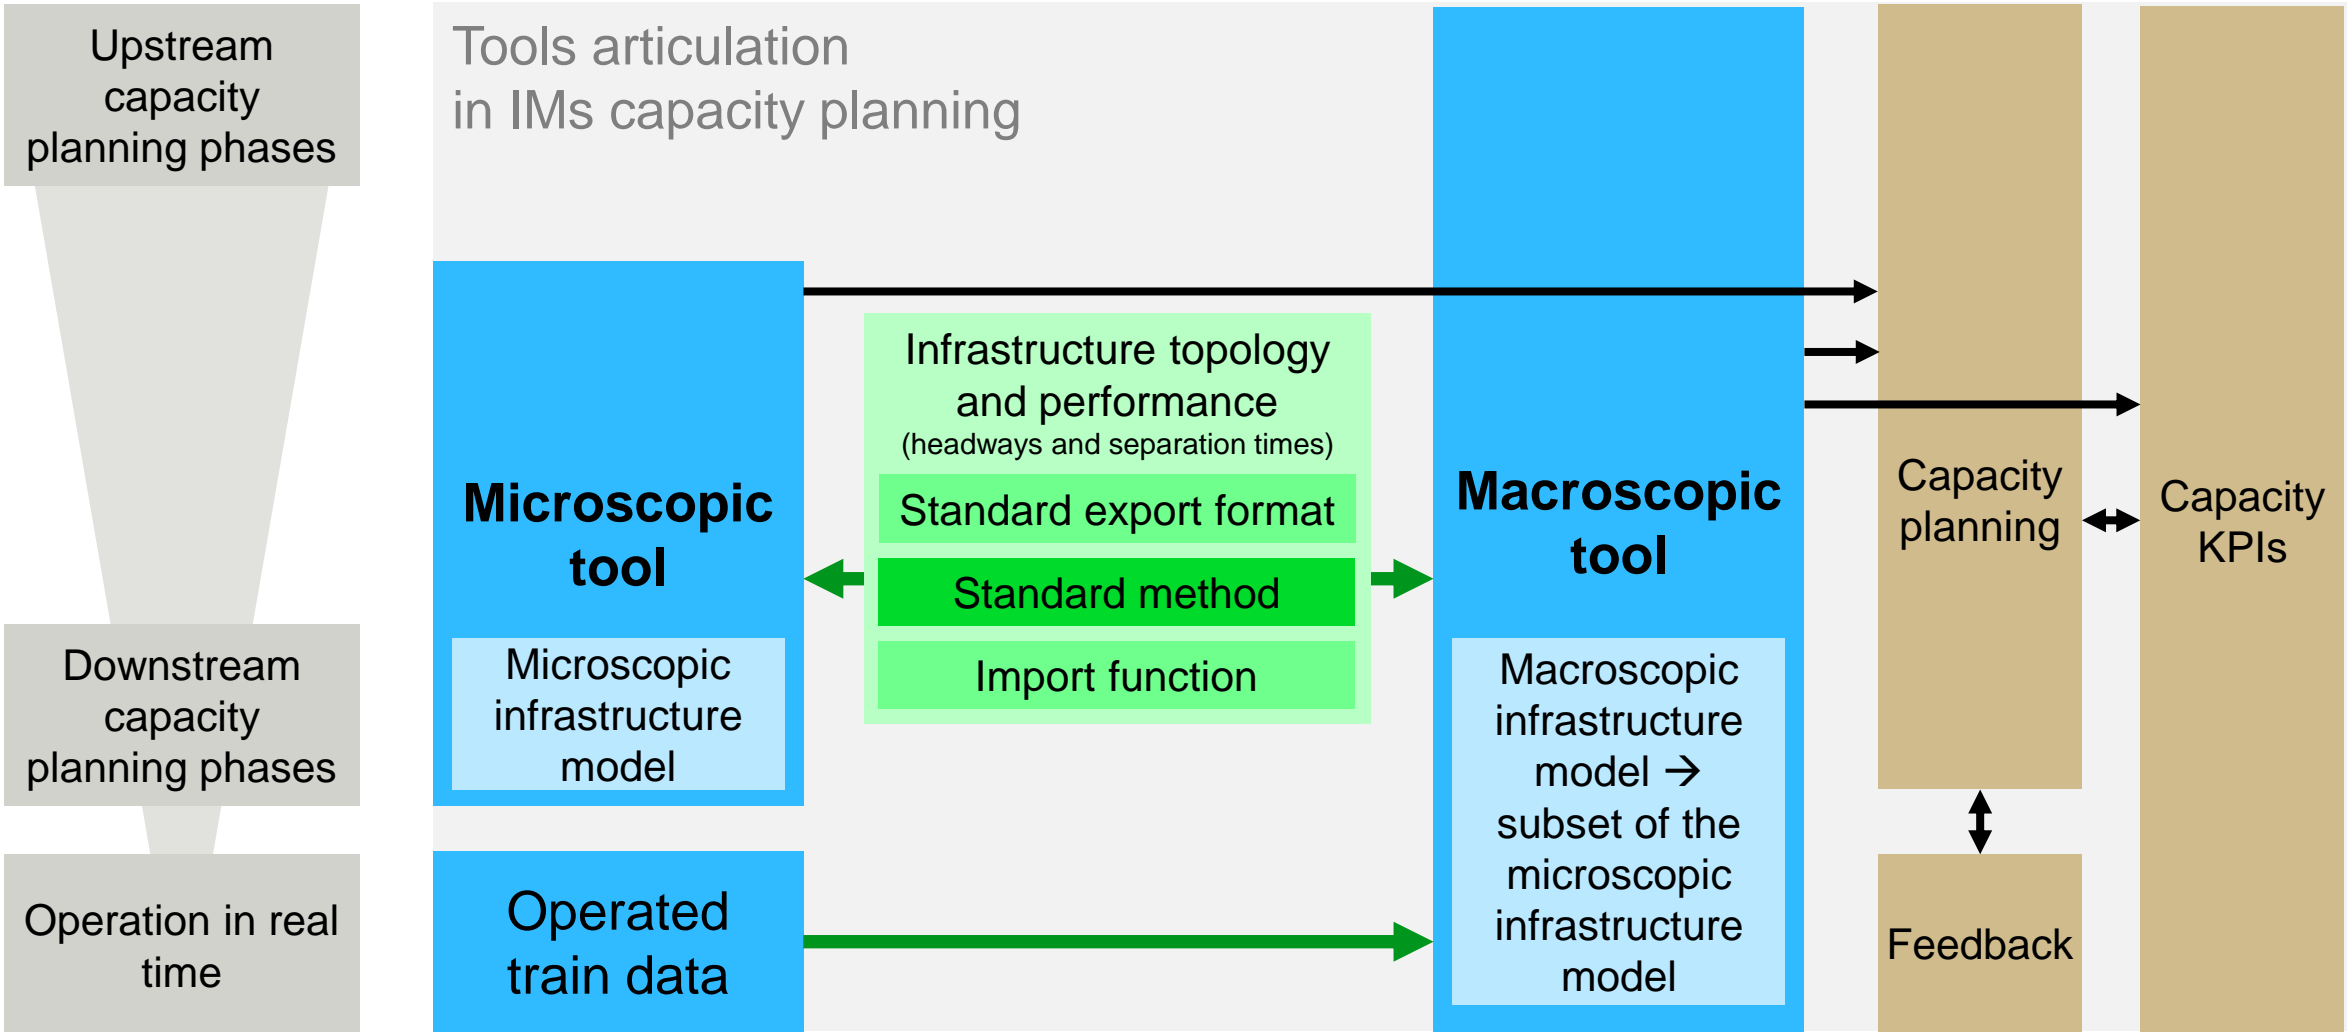 Upstream
capacity
planning phases
Downstream
capacity
planning phases
Operation in real
time
Tools articulation
in IMs capacity planning
Microscopic
tool
Microscopic
infrastructure
model
Operated
train data
Infrastructure topology
and performance
(headways and separation times)
Standard export format
Standard method
Import function
Macroscopic
tool
Macroscopic
infrastructure
model →
subset of the
microscopic
infrastructure
model
Capacity
planning
Feedback
Capacity
KPIs